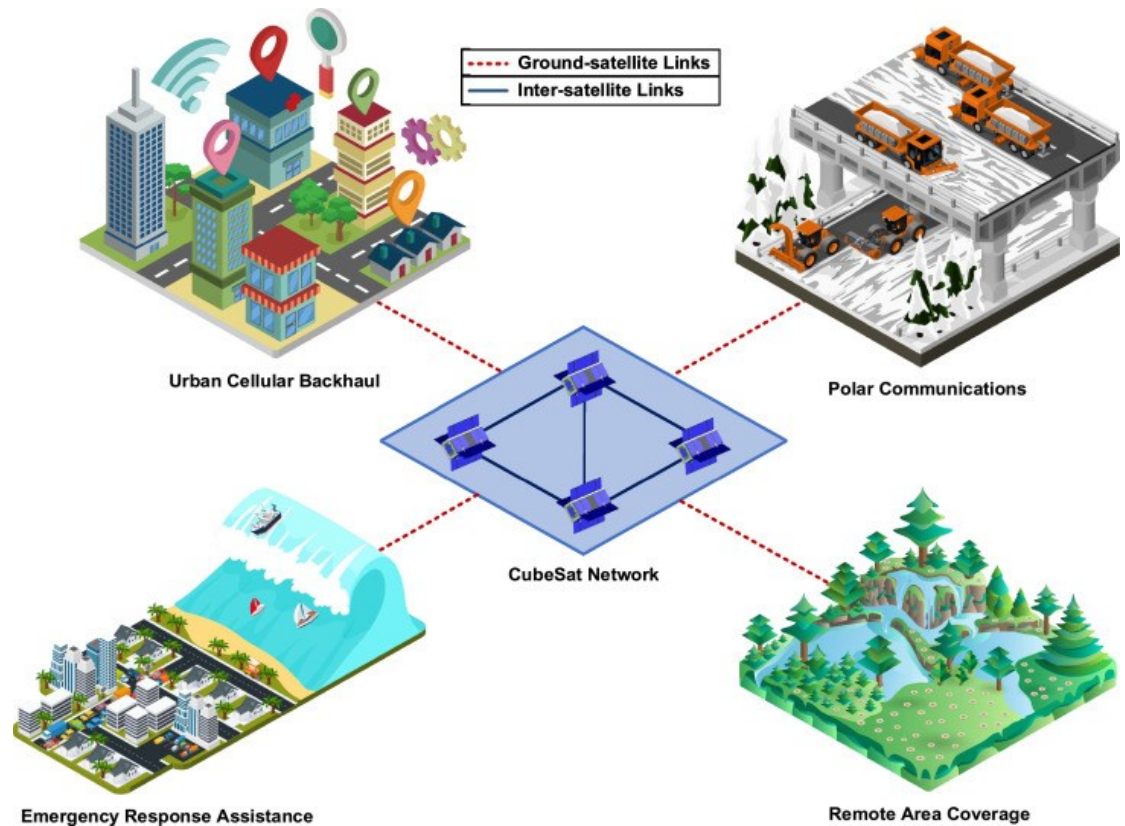 Ground-satellite Links
Inter-satellite Links
Urban Cellular Backhaul
Polar Communications
CubeSat Network
Emergency Response Assistance
Remote Area Coverage